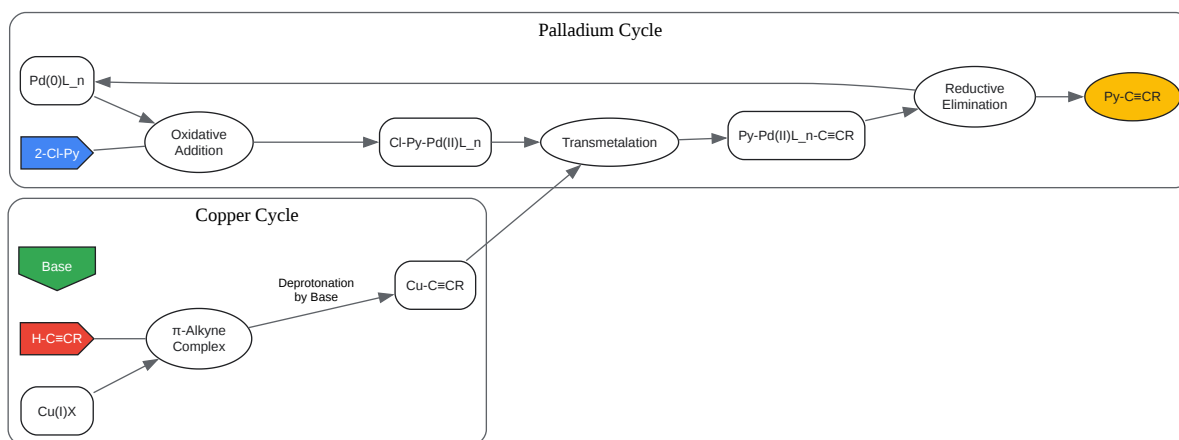 Palladium Cycle
Pd(0)L_n
2-Cl-Py
Oxidative
Addition
Cl-Py-Pd(II)L_n
Transmetalation
Py-Pd(II)L_n-C≡CR
Reductive
Elimination
Py-C≡CR
Copper Cycle
Base
H-C≡CR
Cu(I)X
π-Alkyne
Complex
Deprotonation
by Base
Cu-C≡CR